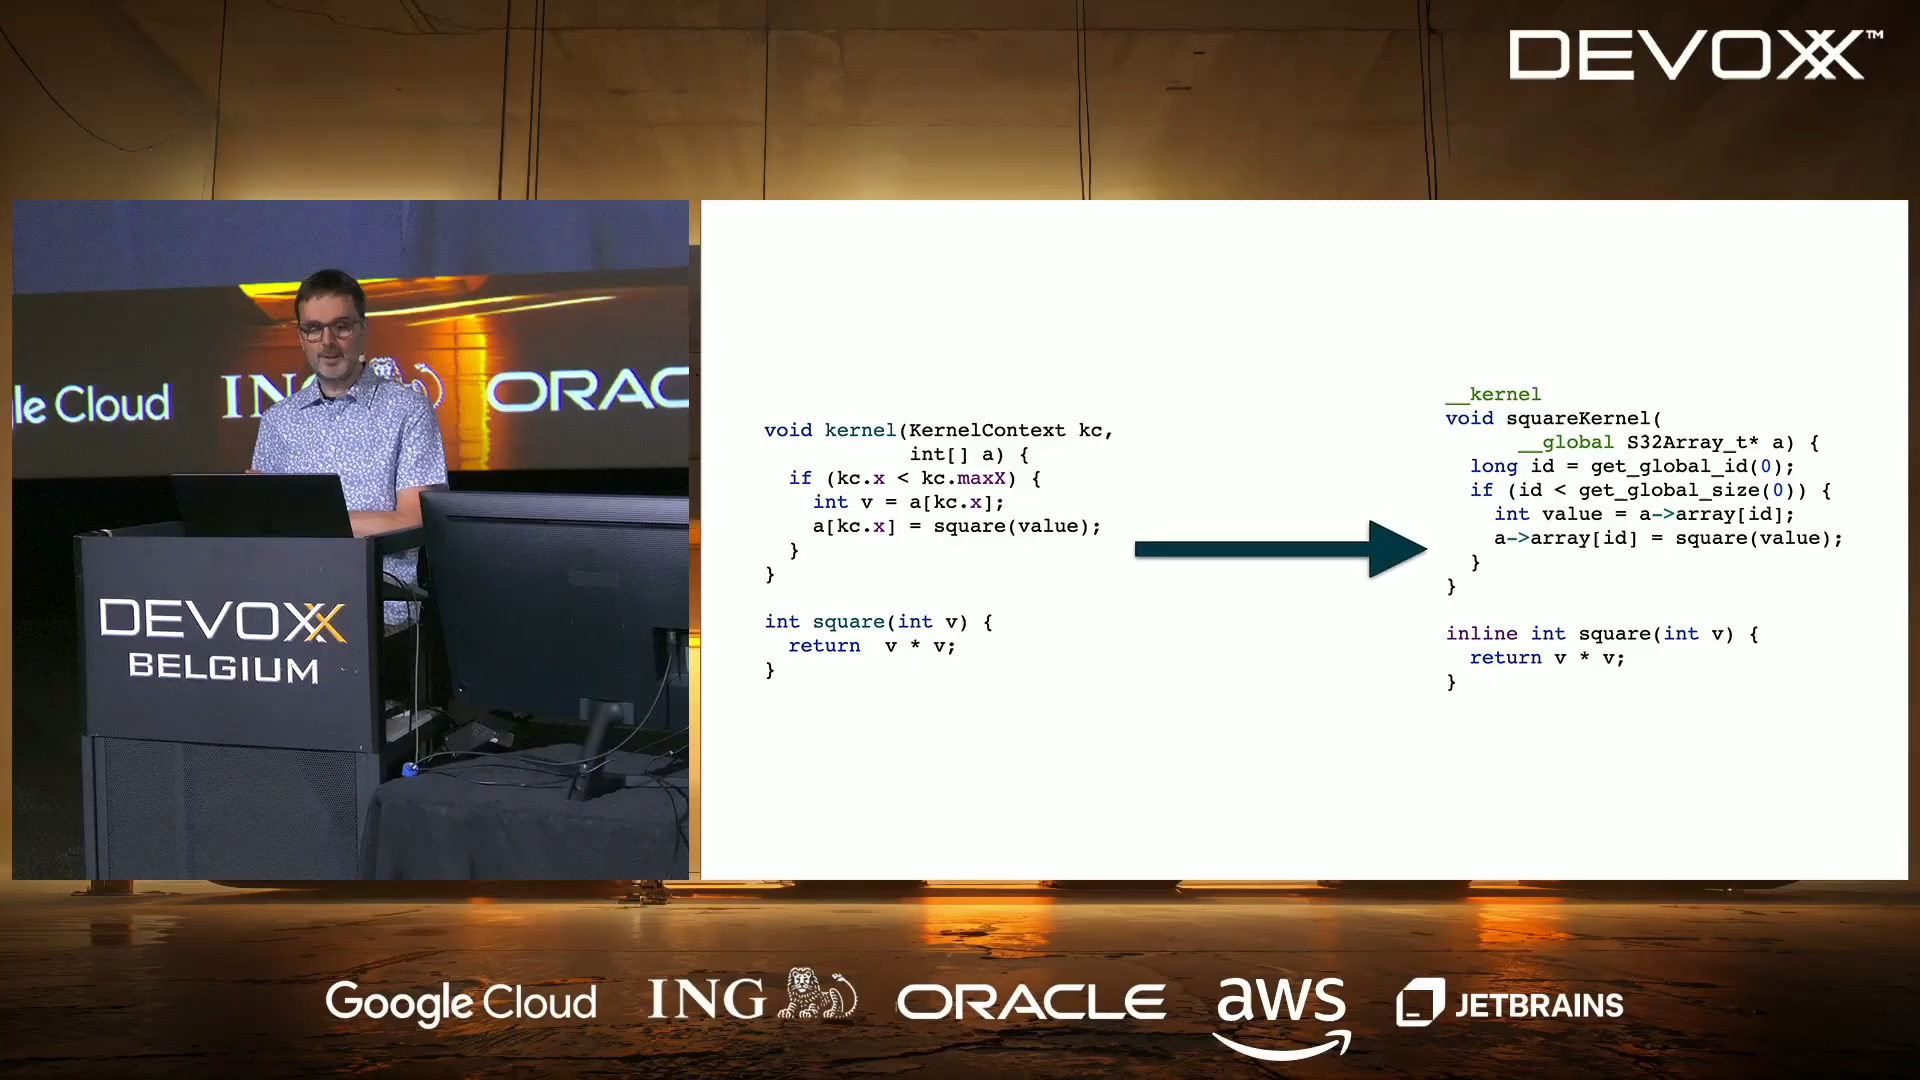 DEVOXX™
le Cloud
ING
ORAC
DEVOXX
BELGIUM
void kernel(KernelContext kc,
int[] a) {
if (kc.x < kc.maxX) {
int v = a[kc.x];
a[kc.x] = square(value);
}
}
int square(int v) {
return  v * v;
}
__kernel
void squareKernel(
__global S32Array_t* a) {
long id = get_global_id(0);
if (id < get_global_size(0)) {
int value = a->array[id];
a->array[id] = square(value);
}
}
inline int square(int v) {
return v * v;
}
Google Cloud
ING
ORACLE
aws
JETBRAINS